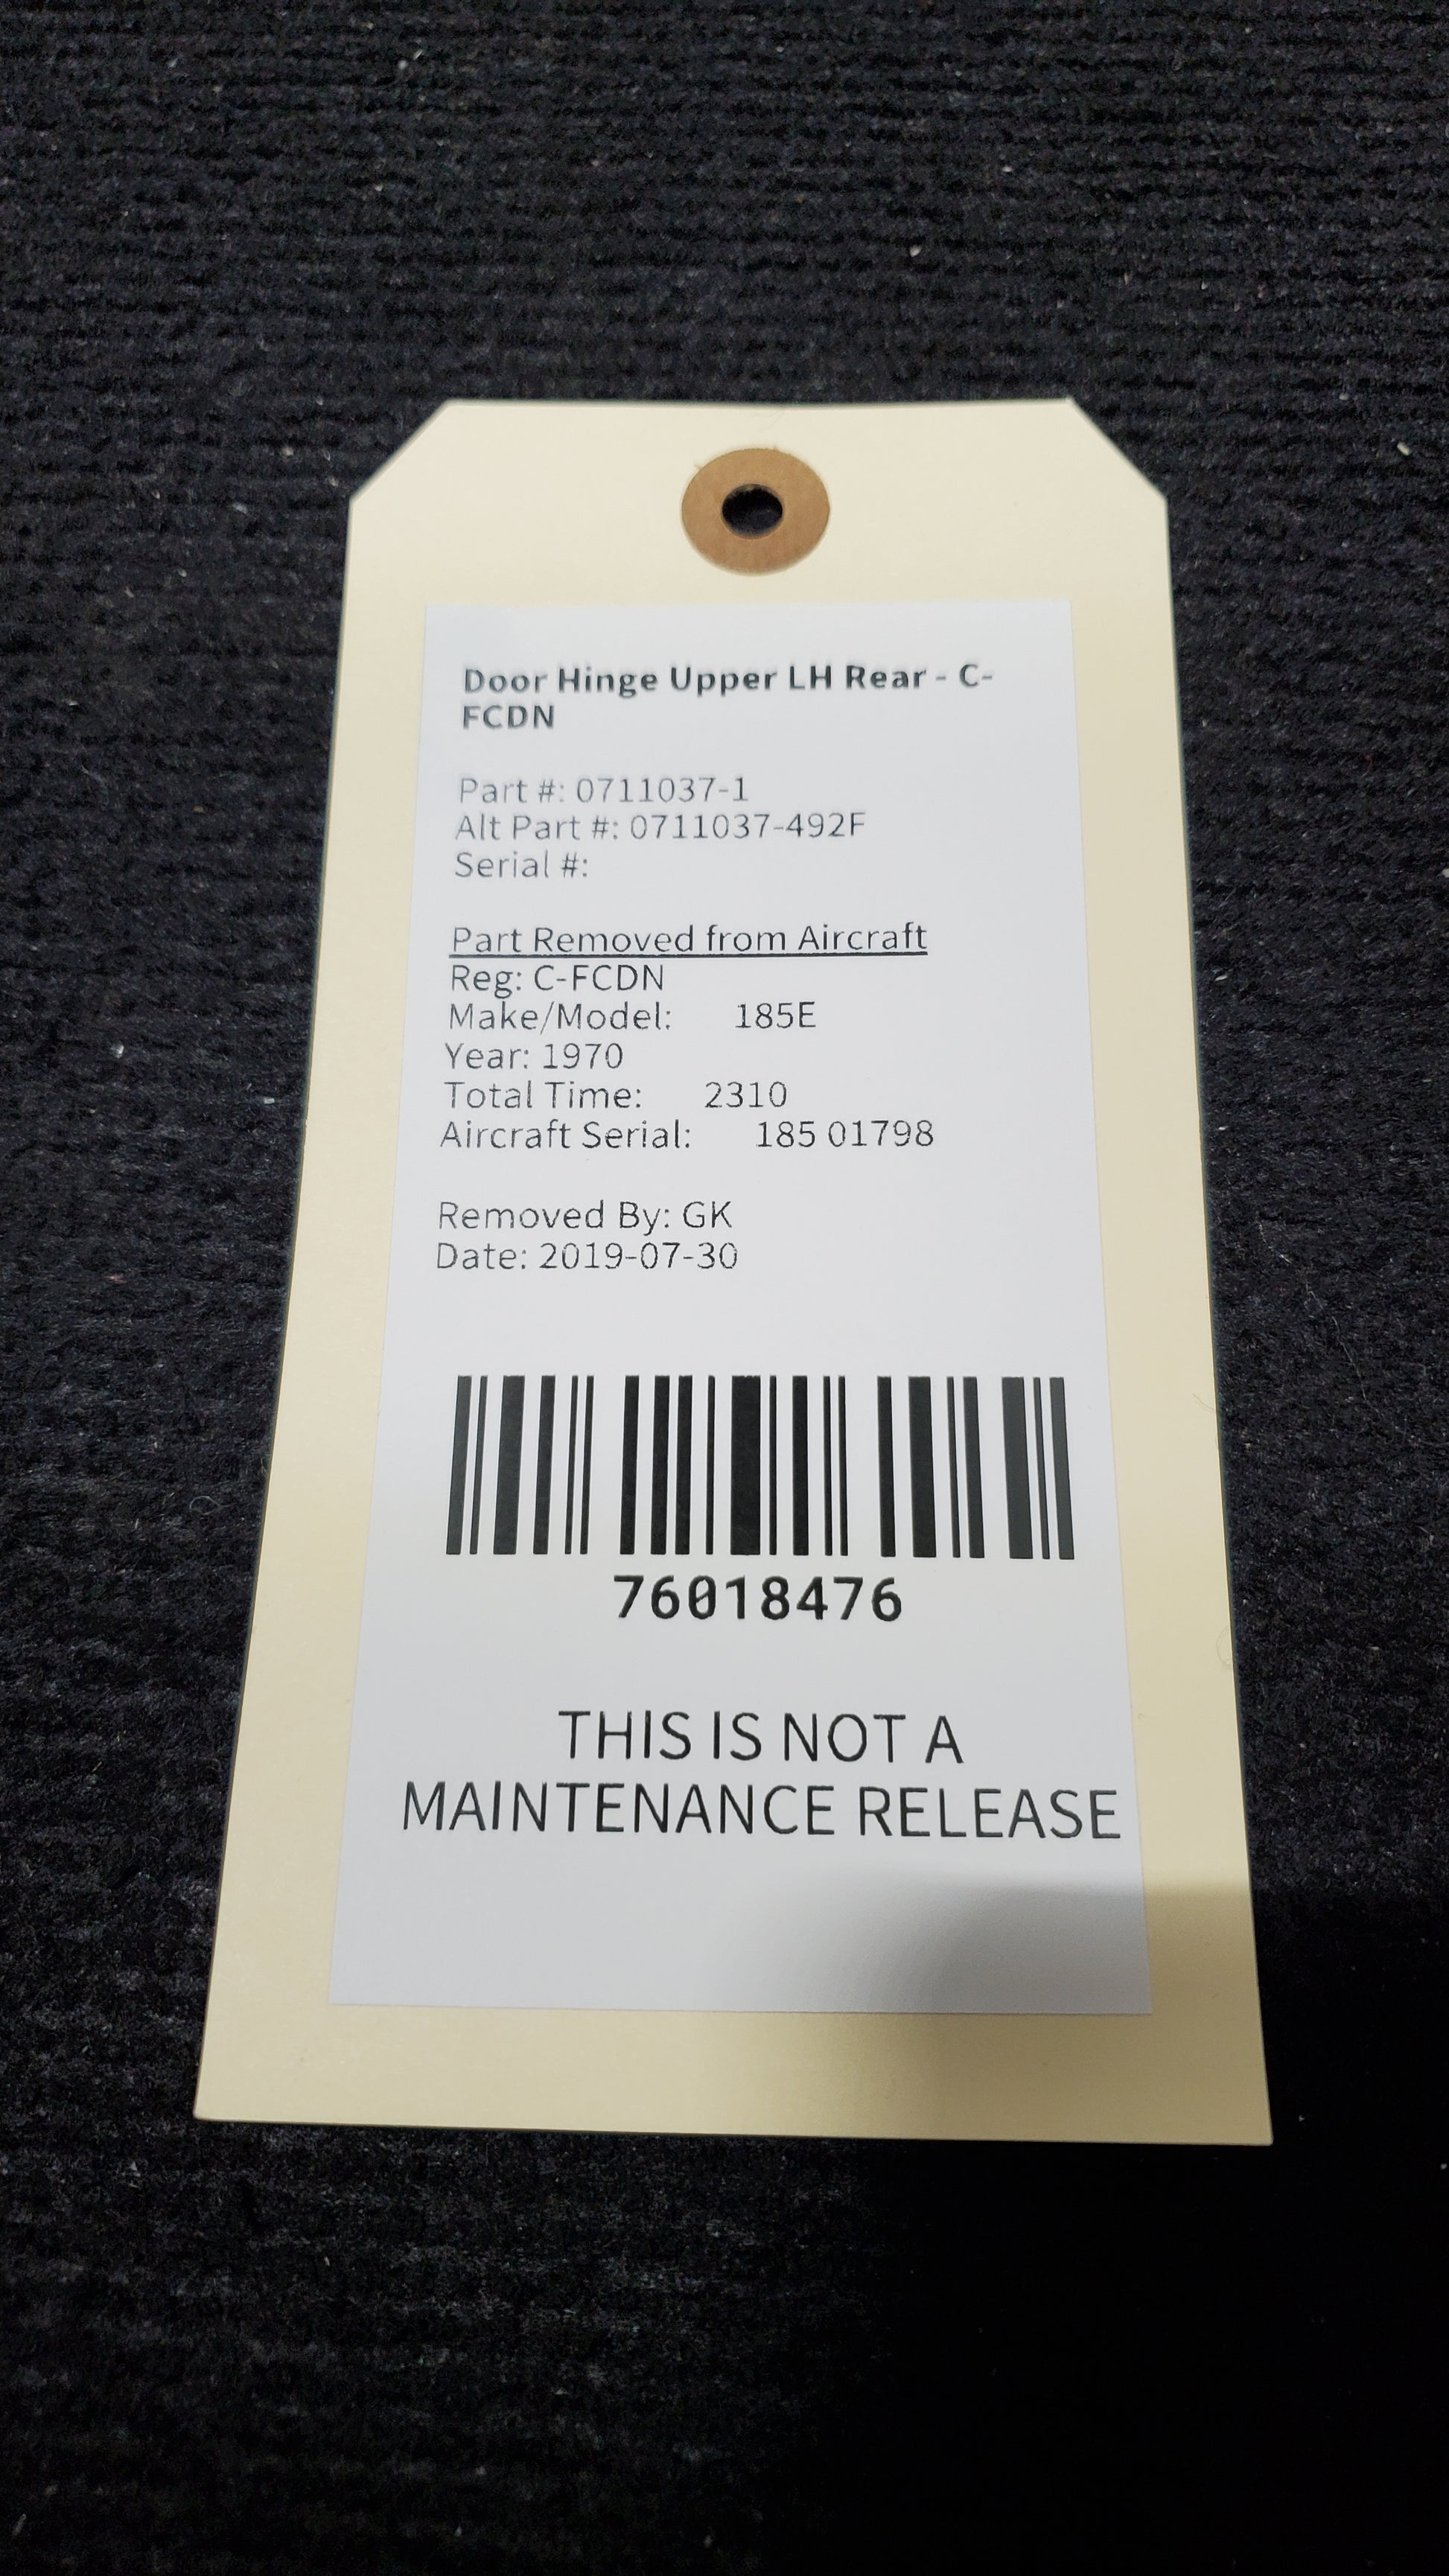 Door Hinge Upper LH Rear - C-
FCDN
Part #: 0711037-1
Alt Part #: 0711037-492F
Serial #:
Part Removed from Aircraft
Reg: C-FCDN
Make/Model: 185E
Year: 1970
Total Time: 2310
Aircraft Serial: 185 01798
Removed By: GK
Date: 2019-07-30
76018476
THIS IS NOT A
MAINTENANCE RELEASE